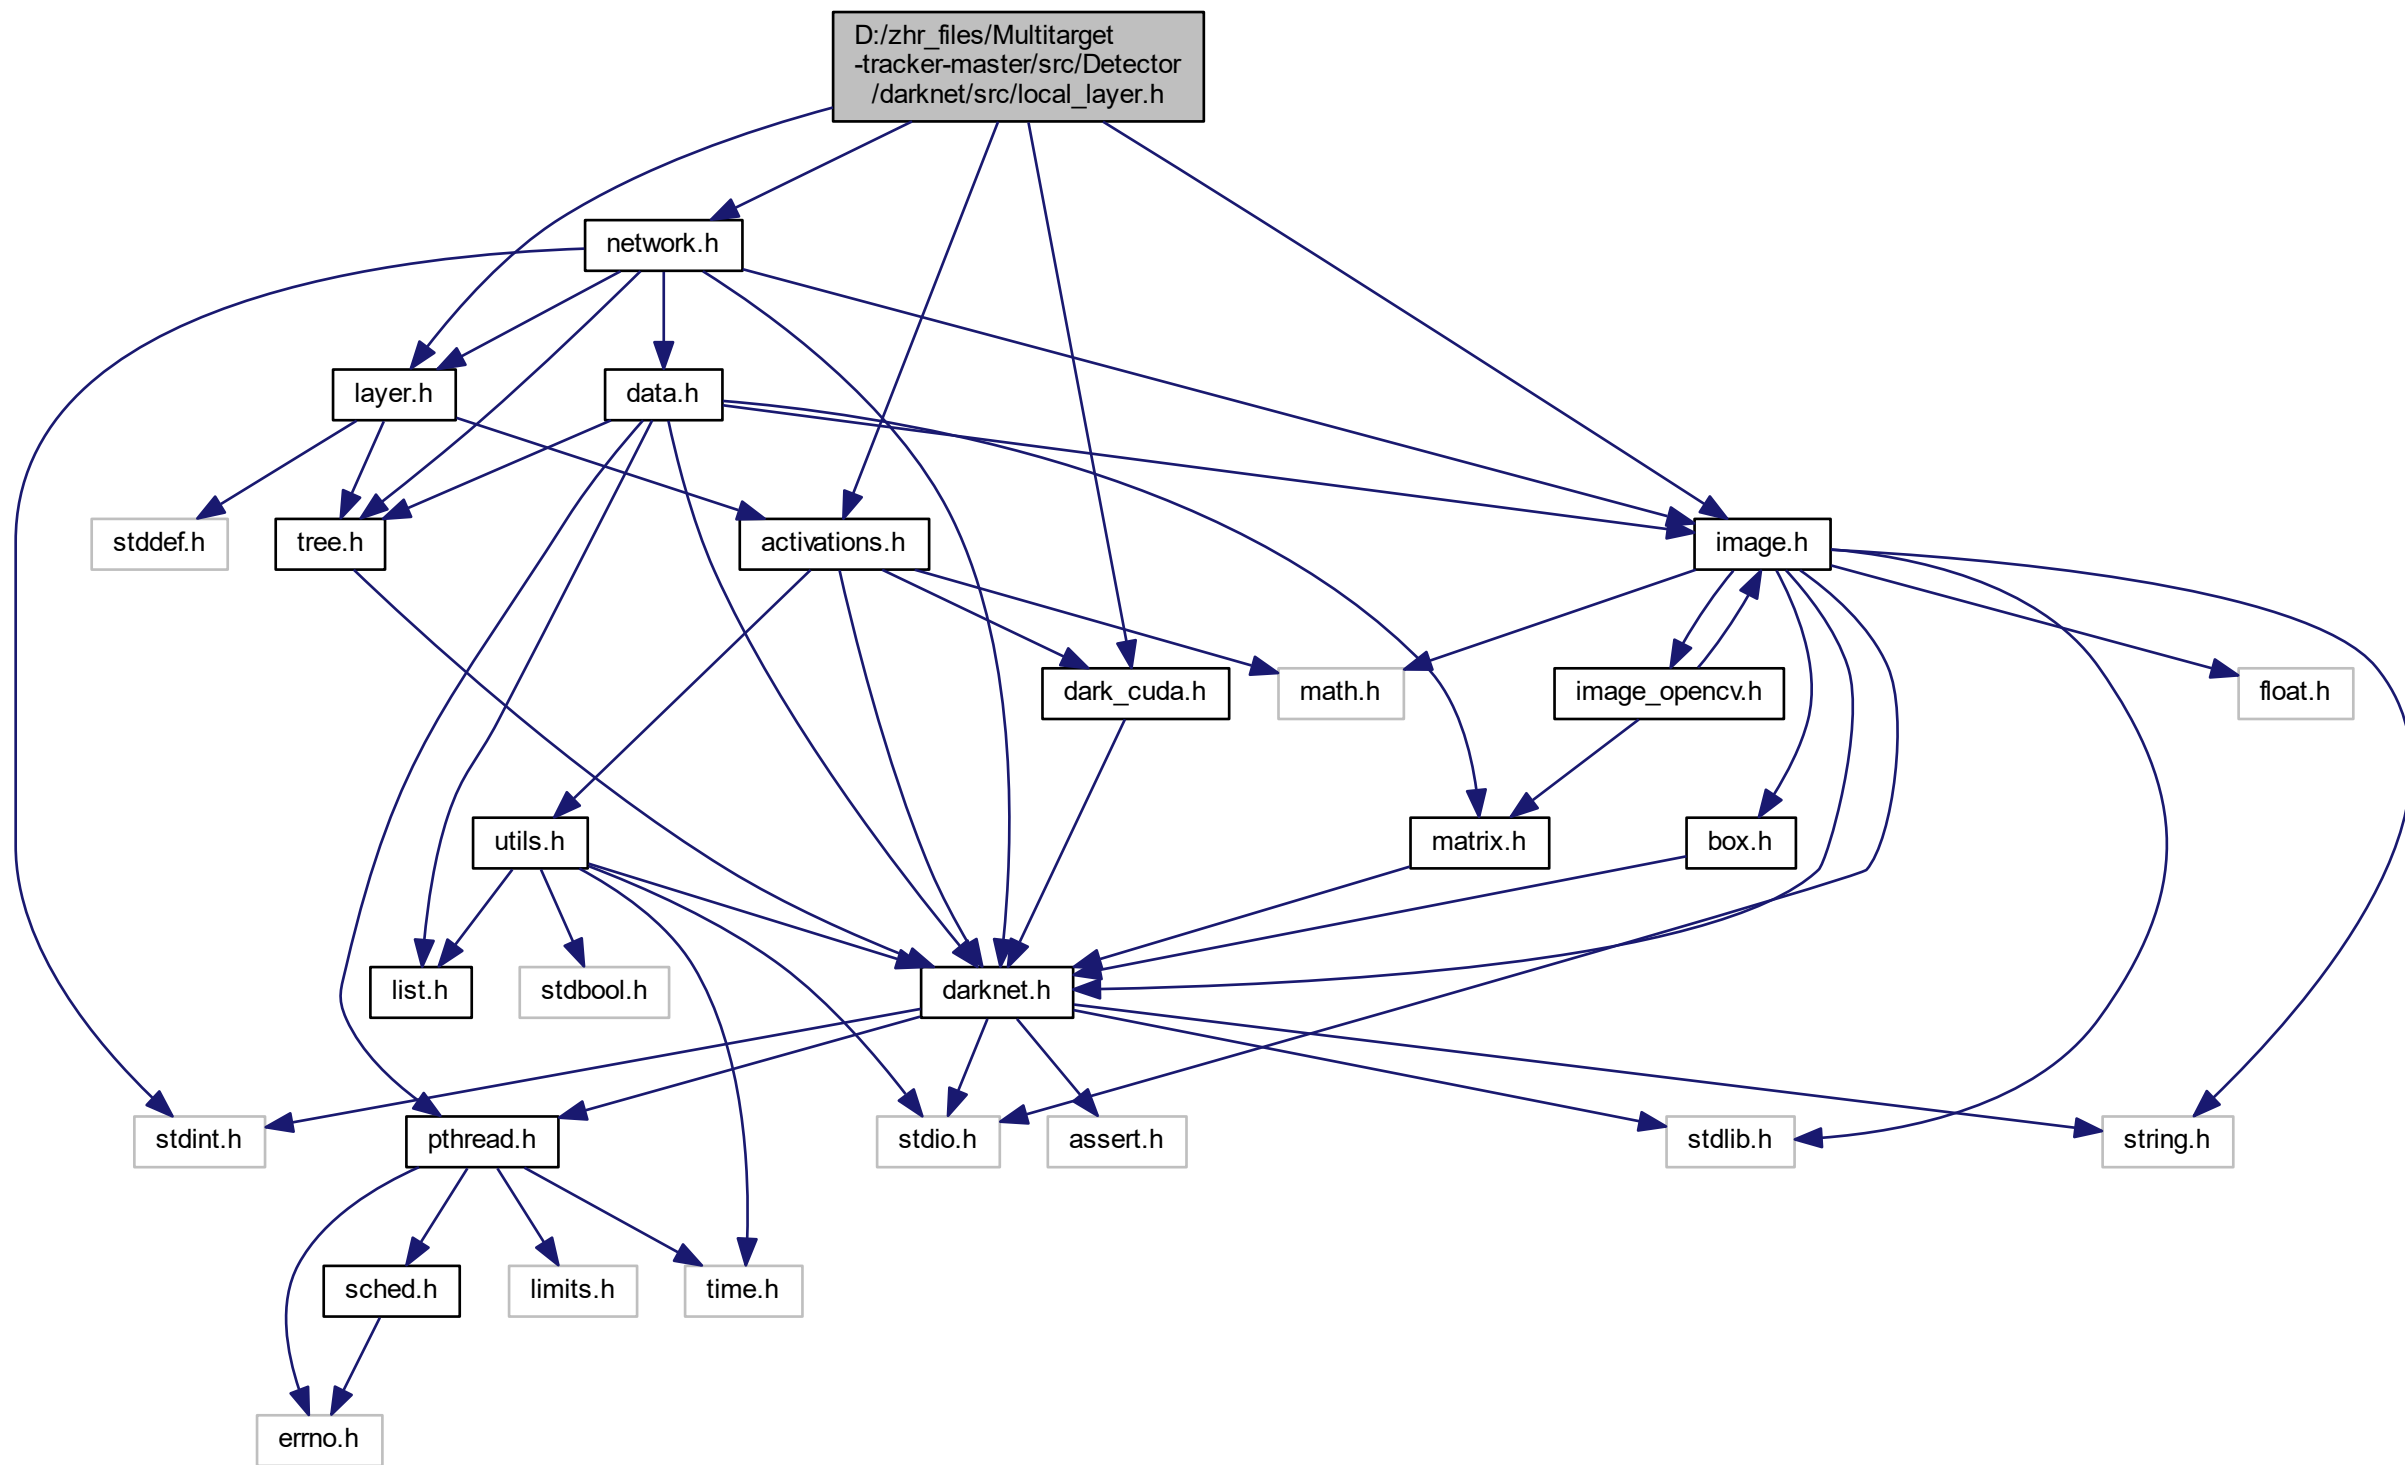 D:/zhr_files/Multitarget
-tracker-master/src/Detector
/darknet/src/local_layer.h
network.h
layer.h
data.h
stddef.h
tree.h
activations.h
image.h
dark_cuda.h
math.h
image_opencv.h
float.h
utils.h
matrix.h
box.h
list.h
stdbool.h
darknet.h
stdint.h
pthread.h
stdio.h
assert.h
stdlib.h
string.h
sched.h
limits.h
time.h
errno.h